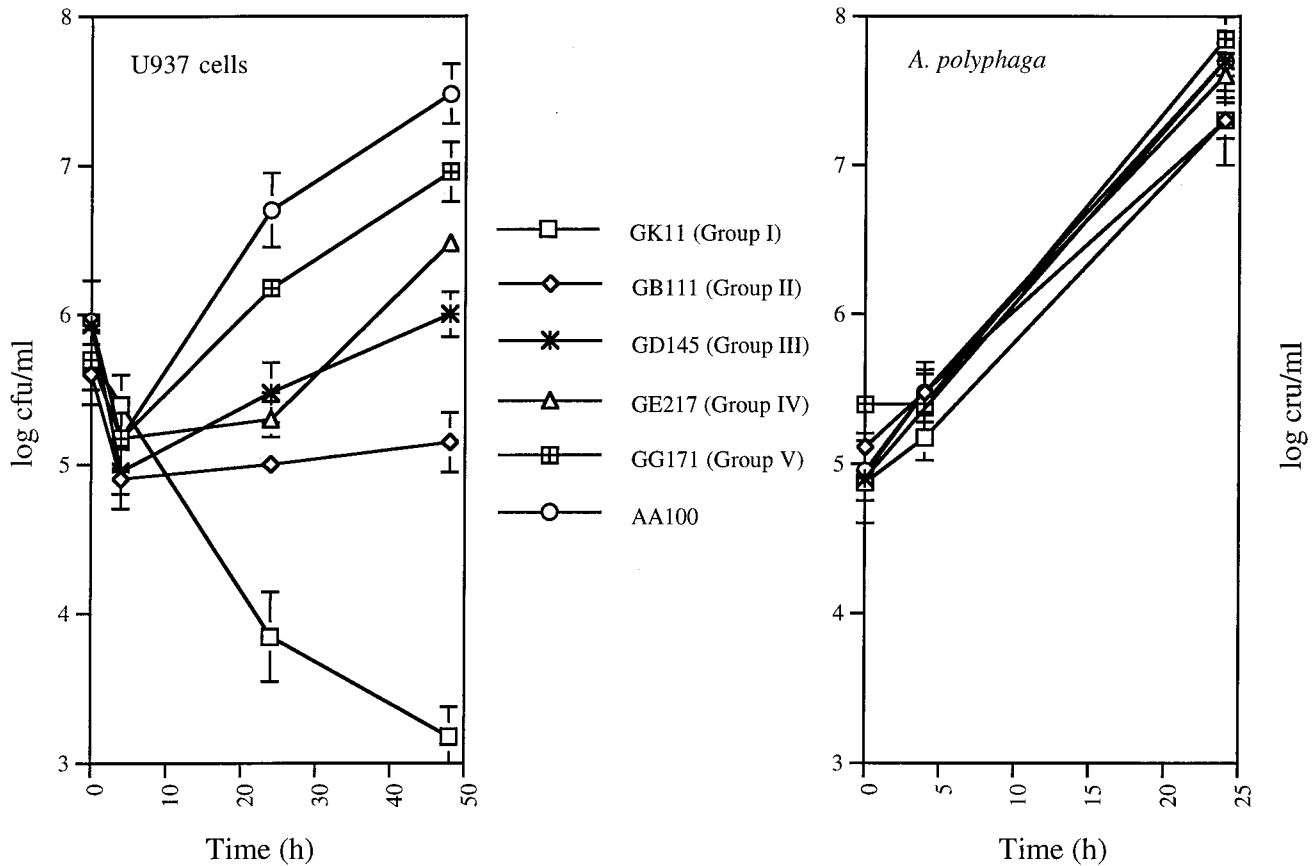 8
7
6
5
4
3
log cfu/ml
U937 cells
0
10
20
30
40
50
Time (h)
GK11 (Group I)
GB111 (Group II)
GD145 (Group III)
GE217 (Group IV)
GG171 (Group V)
AA100
8
7
6
5
4
3
A. polyphaga
0
5
10
15
20
25
Time (h)
log cru/ml